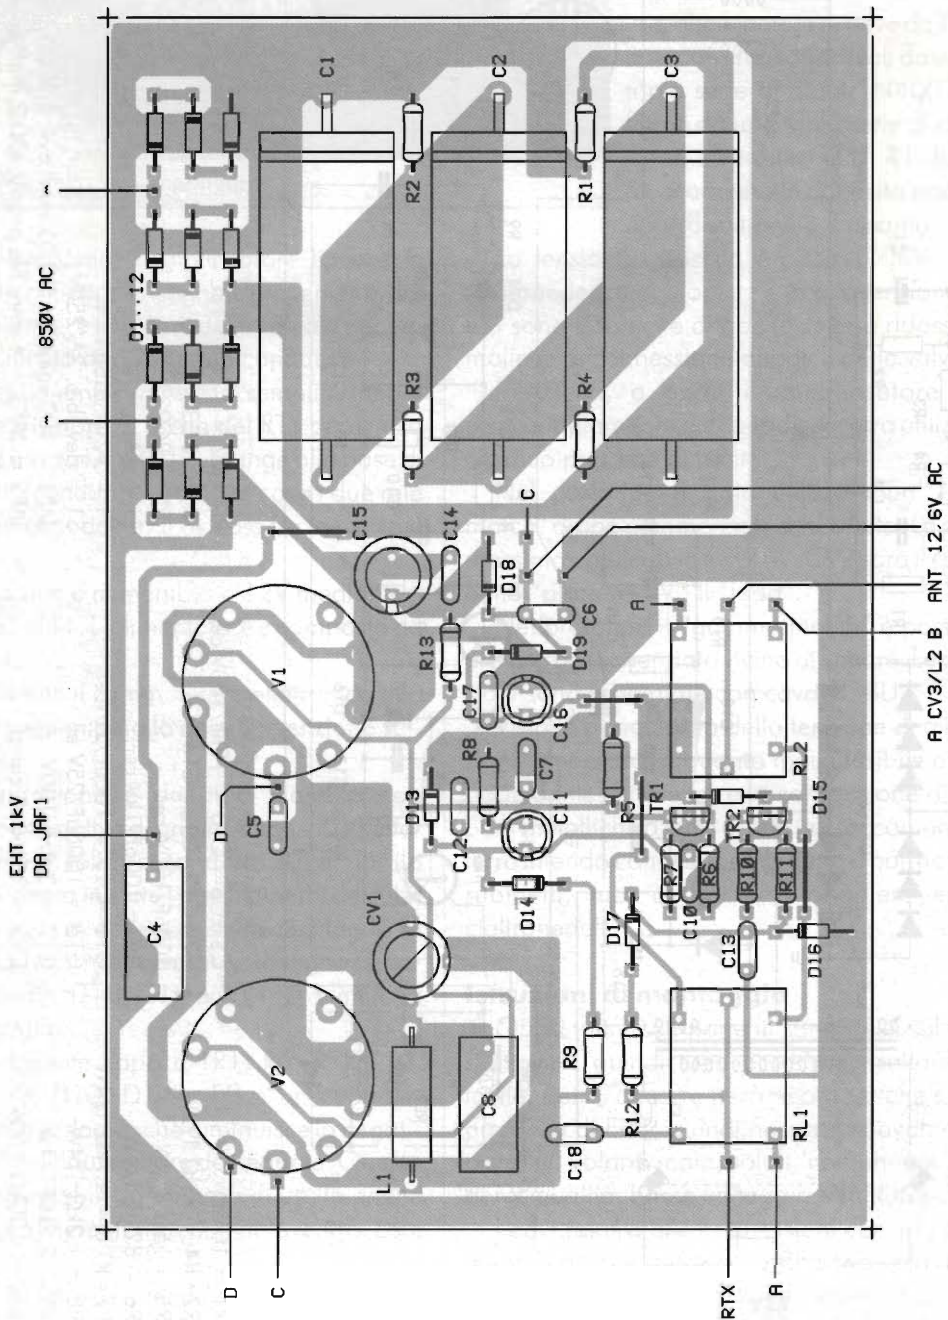 EHT 1kV
DA JAF1
850V AC
~
~
D1..12
C1
C2
C3
R2
R1
R3
R4
C15
C14
C
D18
C6
V1
R13
D19
C17
C16
D
C5
D13
R8
C7
C12
C11
R5
TR1
TR2
RL2
D15
A
R7
R6
R10
R11
C10
C13
D16
C4
CV1
D14
D17
V2
L1
C8
R9
R12
C18
RL1
D
C
RTX
A
A CV3/L2 B ANT 12.6V AC